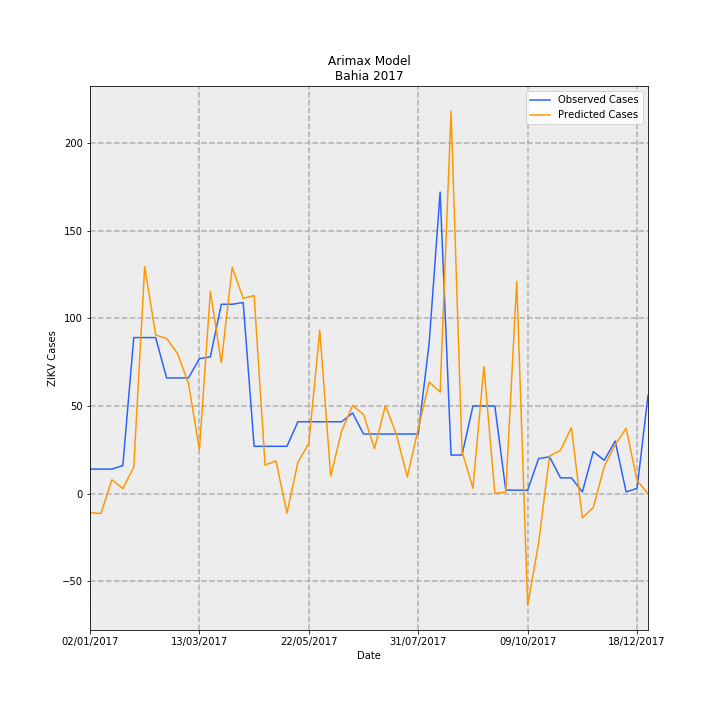 Arimax Model
Bahia 2017
Observed Cases
Predicted Cases
200
150
100
50
0
−50
ZIKV Cases
02/01/2017
13/03/2017
22/05/2017
31/07/2017
09/10/2017
18/12/2017
Date